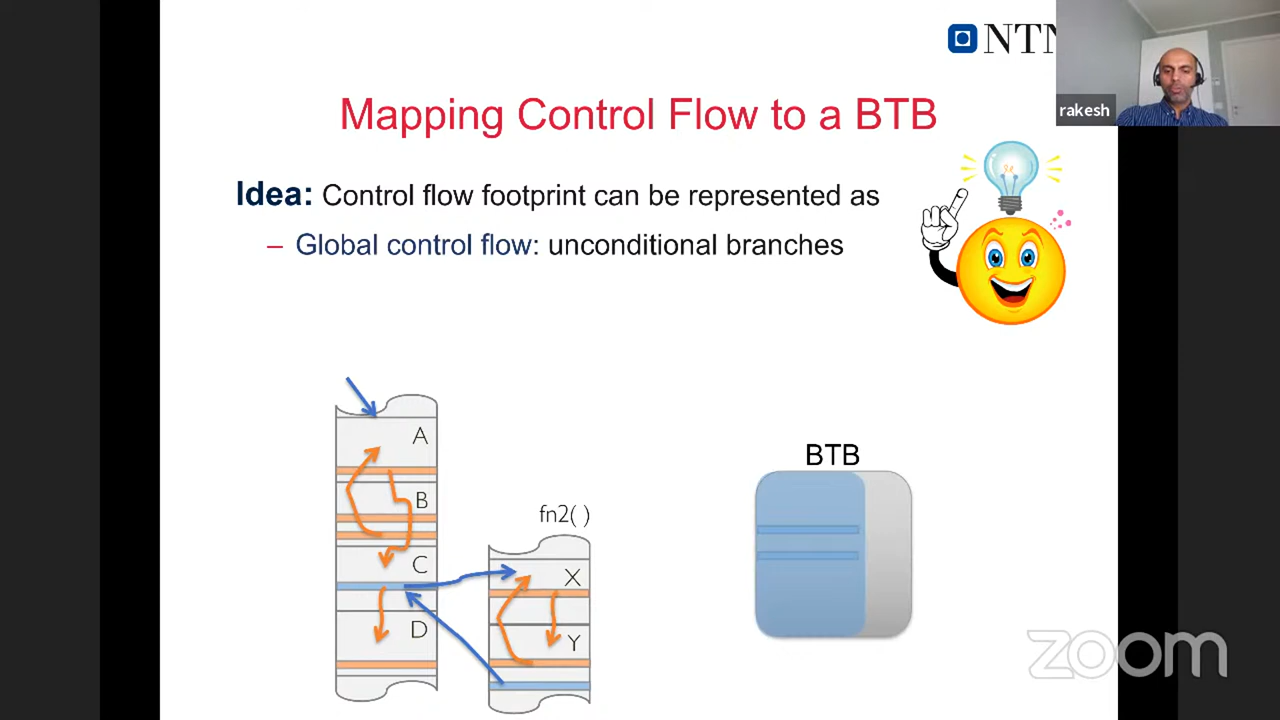 NTN
rakesh
Mapping Control Flow to a BTB
Idea: Control flow footprint can be represented as
– Global control flow: unconditional branches
A
B
C
D
fn2( )
X
Y
BTB
zoom